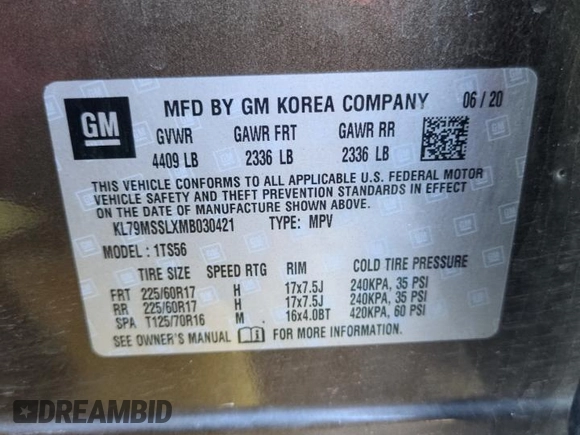 GM
MFD BY GM KOREA COMPANY 06/20
GVWR GAWR FRT GAWR RR
4409 LB 2336 LB 2336 LB
THIS VEHICLE CONFORMS TO ALL APPLICABLE U.S. FEDERAL MOTOR
VEHICLE SAFETY AND THEFT PREVENTION STANDARDS IN EFFECT
ON THE DATE OF MANUFACTURE SHOWN ABOVE.
KL79MSSLXMB030421 TYPE: MPV
MODEL: 1TS56
TIRE SIZE SPEED RTG RIM COLD TIRE PRESSURE
FRT 225/60R17 H 17x7.5J 240KPA, 35 PSI
RR 225/60R17 H 17x7.5J 240KPA, 35 PSI
SPA T125/70R16 M 16x4.0BT 420KPA, 60 PSI
SEE OWNER'S MANUAL FOR MORE INFORMATION.
DREAMBID